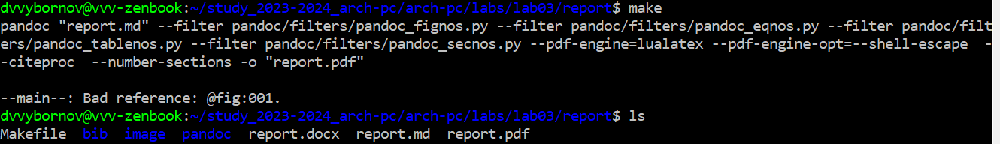 dvvybornov@vvv-zenbook:~/study_2023-2024_arch-pc/arch-pc/labs/lab03/report$ make
pandoc "report.md" --filter pandoc/filters/pandoc_fignos.py --filter pandoc/filters/pandoc_eqnos.py --filter pandoc/filt
ers/pandoc_tablenos.py --filter pandoc/filters/pandoc_secnos.py --pdf-engine=lualatex --pdf-engine-opt=--shell-escape  -
-citeproc  --number-sections -o "report.pdf"
--main--: Bad reference: @fig:001.
dvvybornov@vvv-zenbook:~/study_2023-2024_arch-pc/arch-pc/labs/lab03/report$ ls
Makefile  bib  image  pandoc  report.docx  report.md  report.pdf